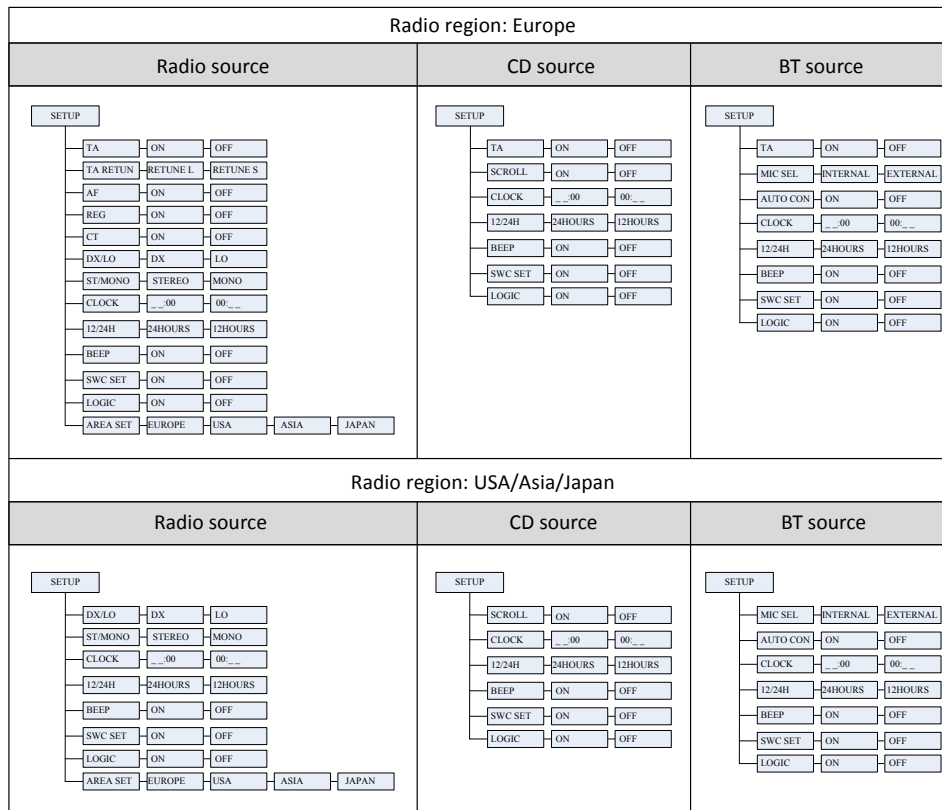 Radio region: Europe
Radio source
CD source
BT source
SETUP
TA ON OFF
TA RETUN RETUNE L RETUNE S
AF ON OFF
REG ON OFF
CT ON OFF
DX/LO DX LO
ST/MONO STEREO MONO
CLOCK _ _:00 00:_ _
12/24H 24HOURS 12HOURS
BEEP ON OFF
SWC SET ON OFF
LOGIC ON OFF
AREA SET EUROPE USA ASIA JAPAN
SETUP
TA ON OFF
SCROLL ON OFF
CLOCK _ _:00 00:_ _
12/24H 24HOURS 12HOURS
BEEP ON OFF
SWC SET ON OFF
LOGIC ON OFF
SETUP
TA ON OFF
MIC SEL INTERNAL EXTERNAL
AUTO CON ON OFF
CLOCK _ _:00 00:_ _
12/24H 24HOURS 12HOURS
BEEP ON OFF
SWC SET ON OFF
LOGIC ON OFF
Radio region: USA/Asia/Japan
Radio source
CD source
BT source
SETUP
DX/LO DX LO
ST/MONO STEREO MONO
CLOCK _ _:00 00:_ _
12/24H 24HOURS 12HOURS
BEEP ON OFF
SWC SET ON OFF
LOGIC ON OFF
AREA SET EUROPE USA ASIA JAPAN
SETUP
SCROLL ON OFF
CLOCK _ _:00 00:_ _
12/24H 24HOURS 12HOURS
BEEP ON OFF
SWC SET ON OFF
LOGIC ON OFF
SETUP
MIC SEL INTERNAL EXTERNAL
AUTO CON ON OFF
CLOCK _ _:00 00:_ _
12/24H 24HOURS 12HOURS
BEEP ON OFF
SWC SET ON OFF
LOGIC ON OFF